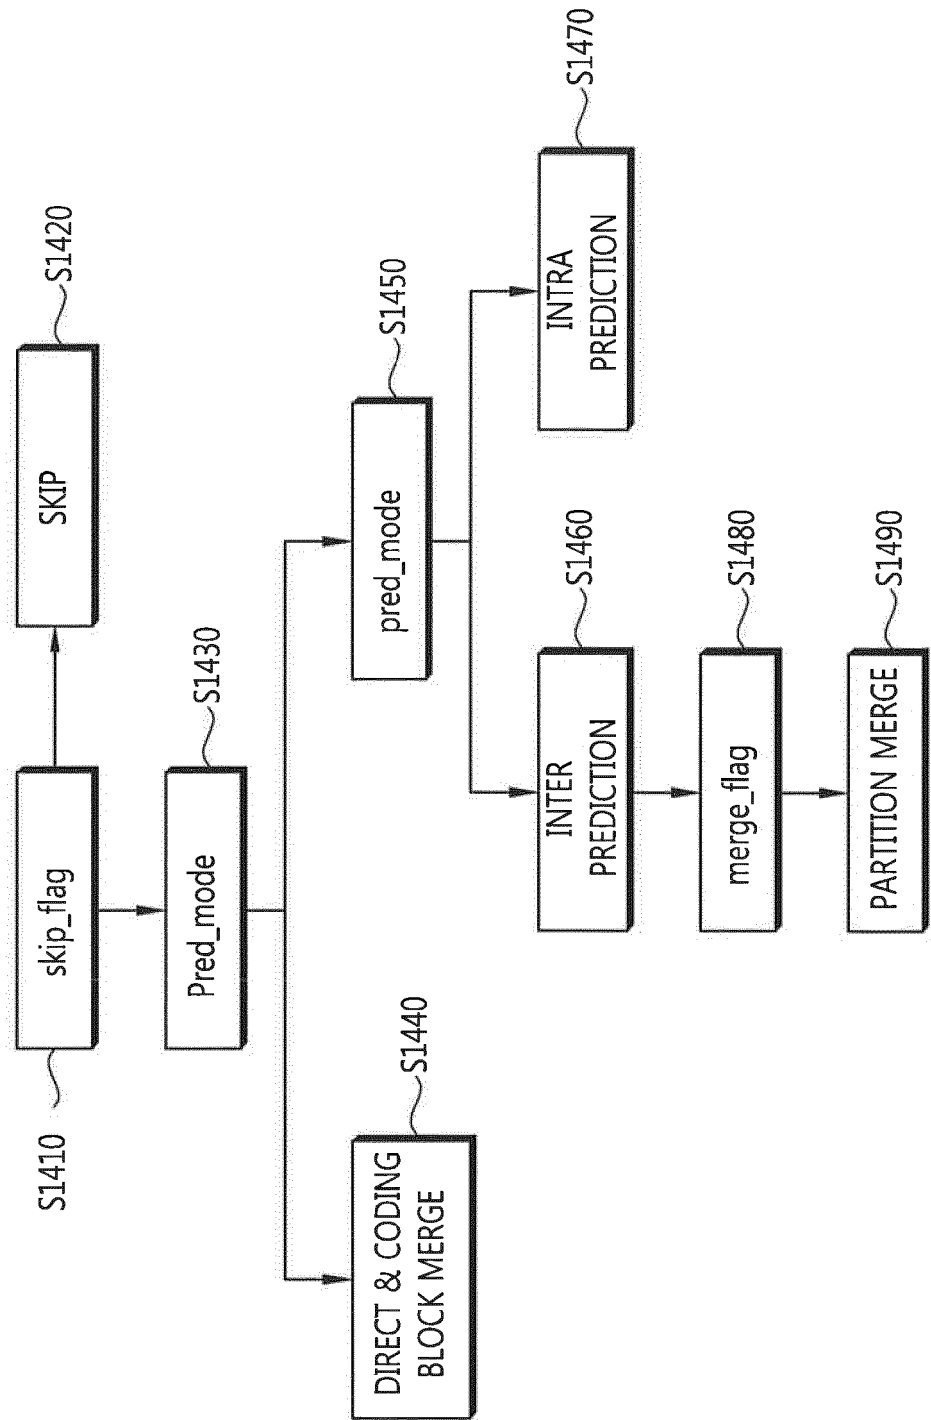 S1410
skip_flag
SKIP
S1420
Pred_mode
S1430
DIRECT & CODING
BLOCK MERGE
S1440
pred_mode
S1450
INTER
PREDICTION
S1460
INTRA
PREDICTION
S1470
merge_flag
S1480
PARTITION MERGE
S1490